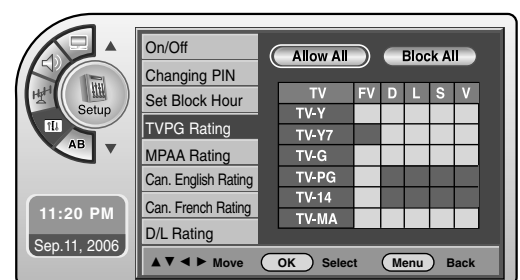 Setup
AB
11:20 PM
Sep.11, 2006
On/Off
Changing PIN
Set Block Hour
TVPG Rating
MPAA Rating
Can. English Rating
Can. French Rating
D/L Rating
Allow All Block All
TV FV D L S V
TV-Y
TV-Y7
TV-G
TV-PG
TV-14
TV-MA
▲ ▼ ◄ ► Move OK Select Menu Back